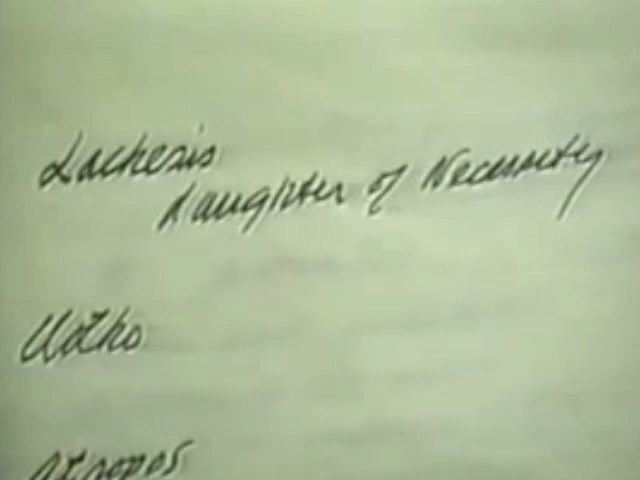 Lachesis
daughter of Necessity
Clotho
Atropos